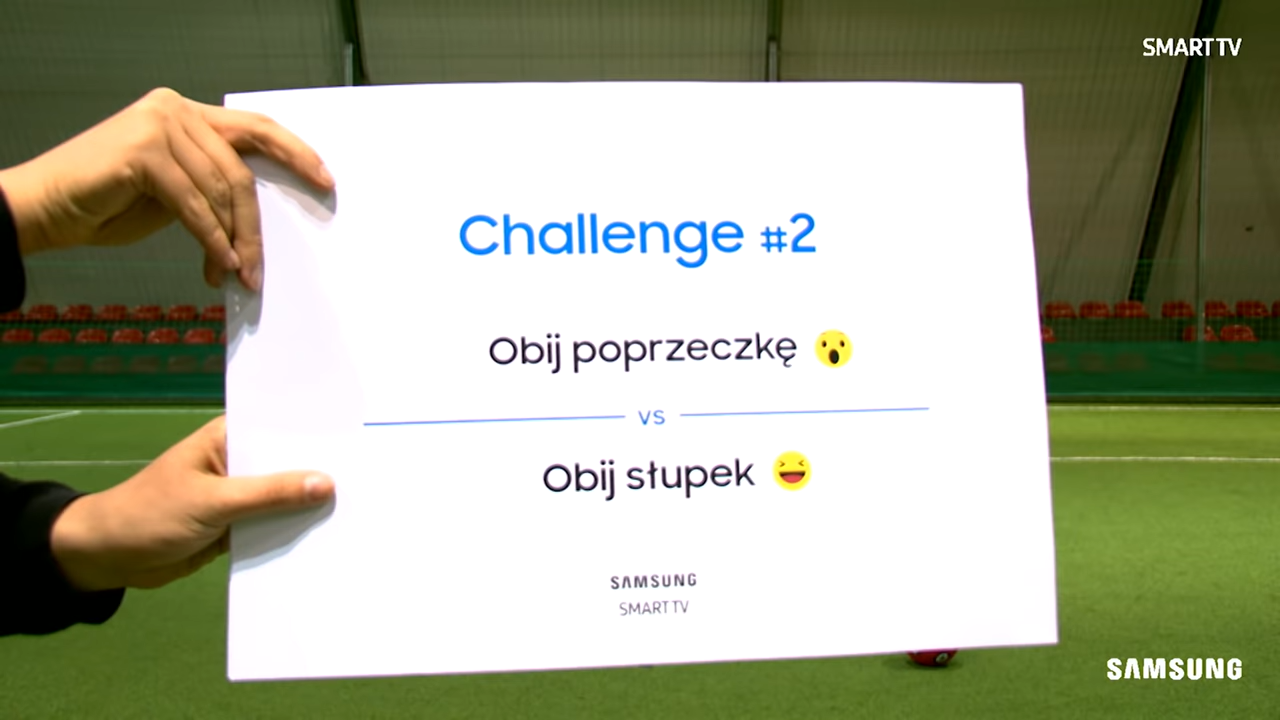 SMART TV
Challenge #2
Obij poprzeczkę 😮
vs
Obij słupek 😆
SAMSUNG
SMART TV
SAMSUNG